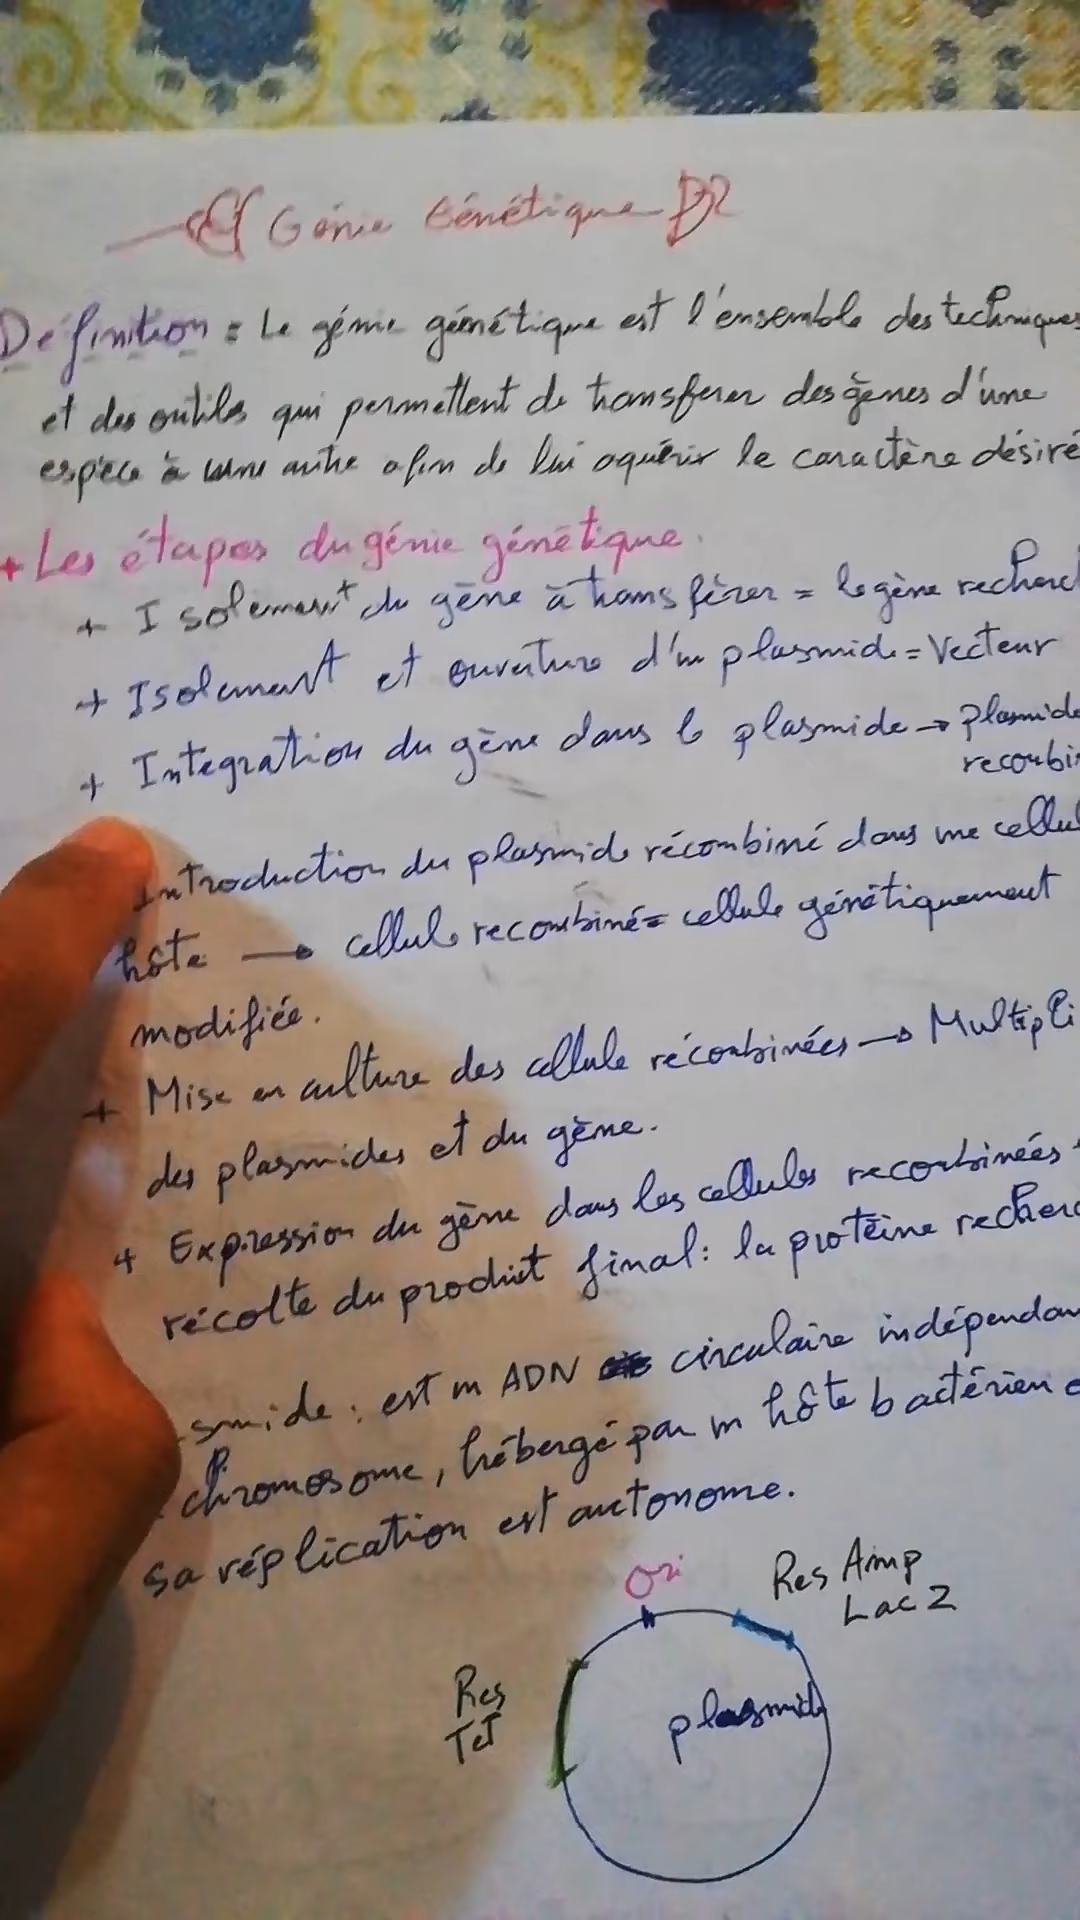 Génie Génétique
Définition : Le génie génétique est l'ensemble des techniques
et des outils qui permettent de transferer des gènes d'une
espèce à une autre afin de lui aquérir le caractère désiré
+ Les étapes du génie génétique.
+ Isolement du gène à transférer = le gène recherc
+ Isolement et ouverture d'un plasmide = Vecteur
+ Integration du gène dans le plasmide → plasmide
recombi
Introduction du plasmide récombiné dans une cellul
hôte → cellule recombiné = cellule génétiquement
modifiée.
+ Mise en culture des cellule récombinées → Multipli
des plasmides et du gène.
+ Expression du gène dans les cellules recombinées +
récolte du produit final : la protéine recherc
smide : est un ADN circulaire indépendan
chromosome, hébergé par un hôte bactérien
sa réplication est autonome.
Ori
Res Amp
Lac Z
Res
Tet
plasmide